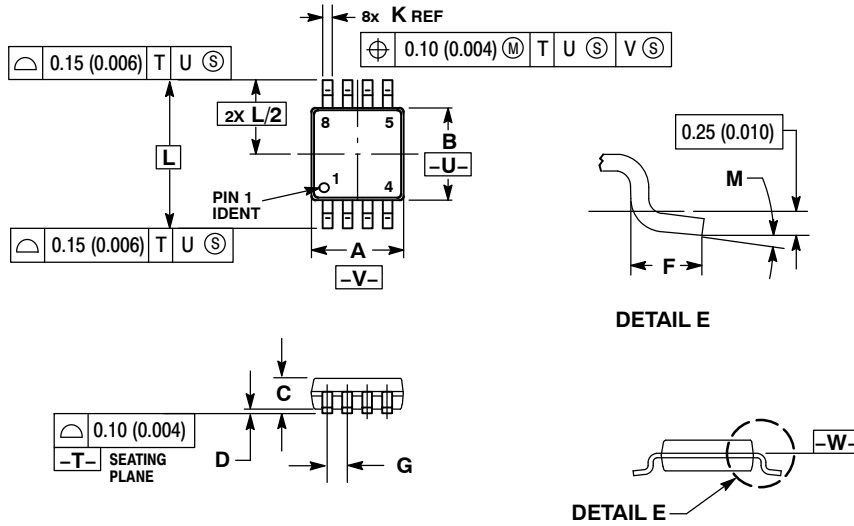 8x K REF
⌖ 0.10 (0.004) Ⓜ T U Ⓢ V Ⓢ
⌓ 0.15 (0.006) T U Ⓢ
2X L/2
L
8 5
B
–U–
1 4
PIN 1
IDENT
⌓ 0.15 (0.006) T U Ⓢ
A
–V–
0.25 (0.010)
M
F
DETAIL E
C
⌓ 0.10 (0.004)
–T– SEATING
PLANE
D
G
–W–
DETAIL E